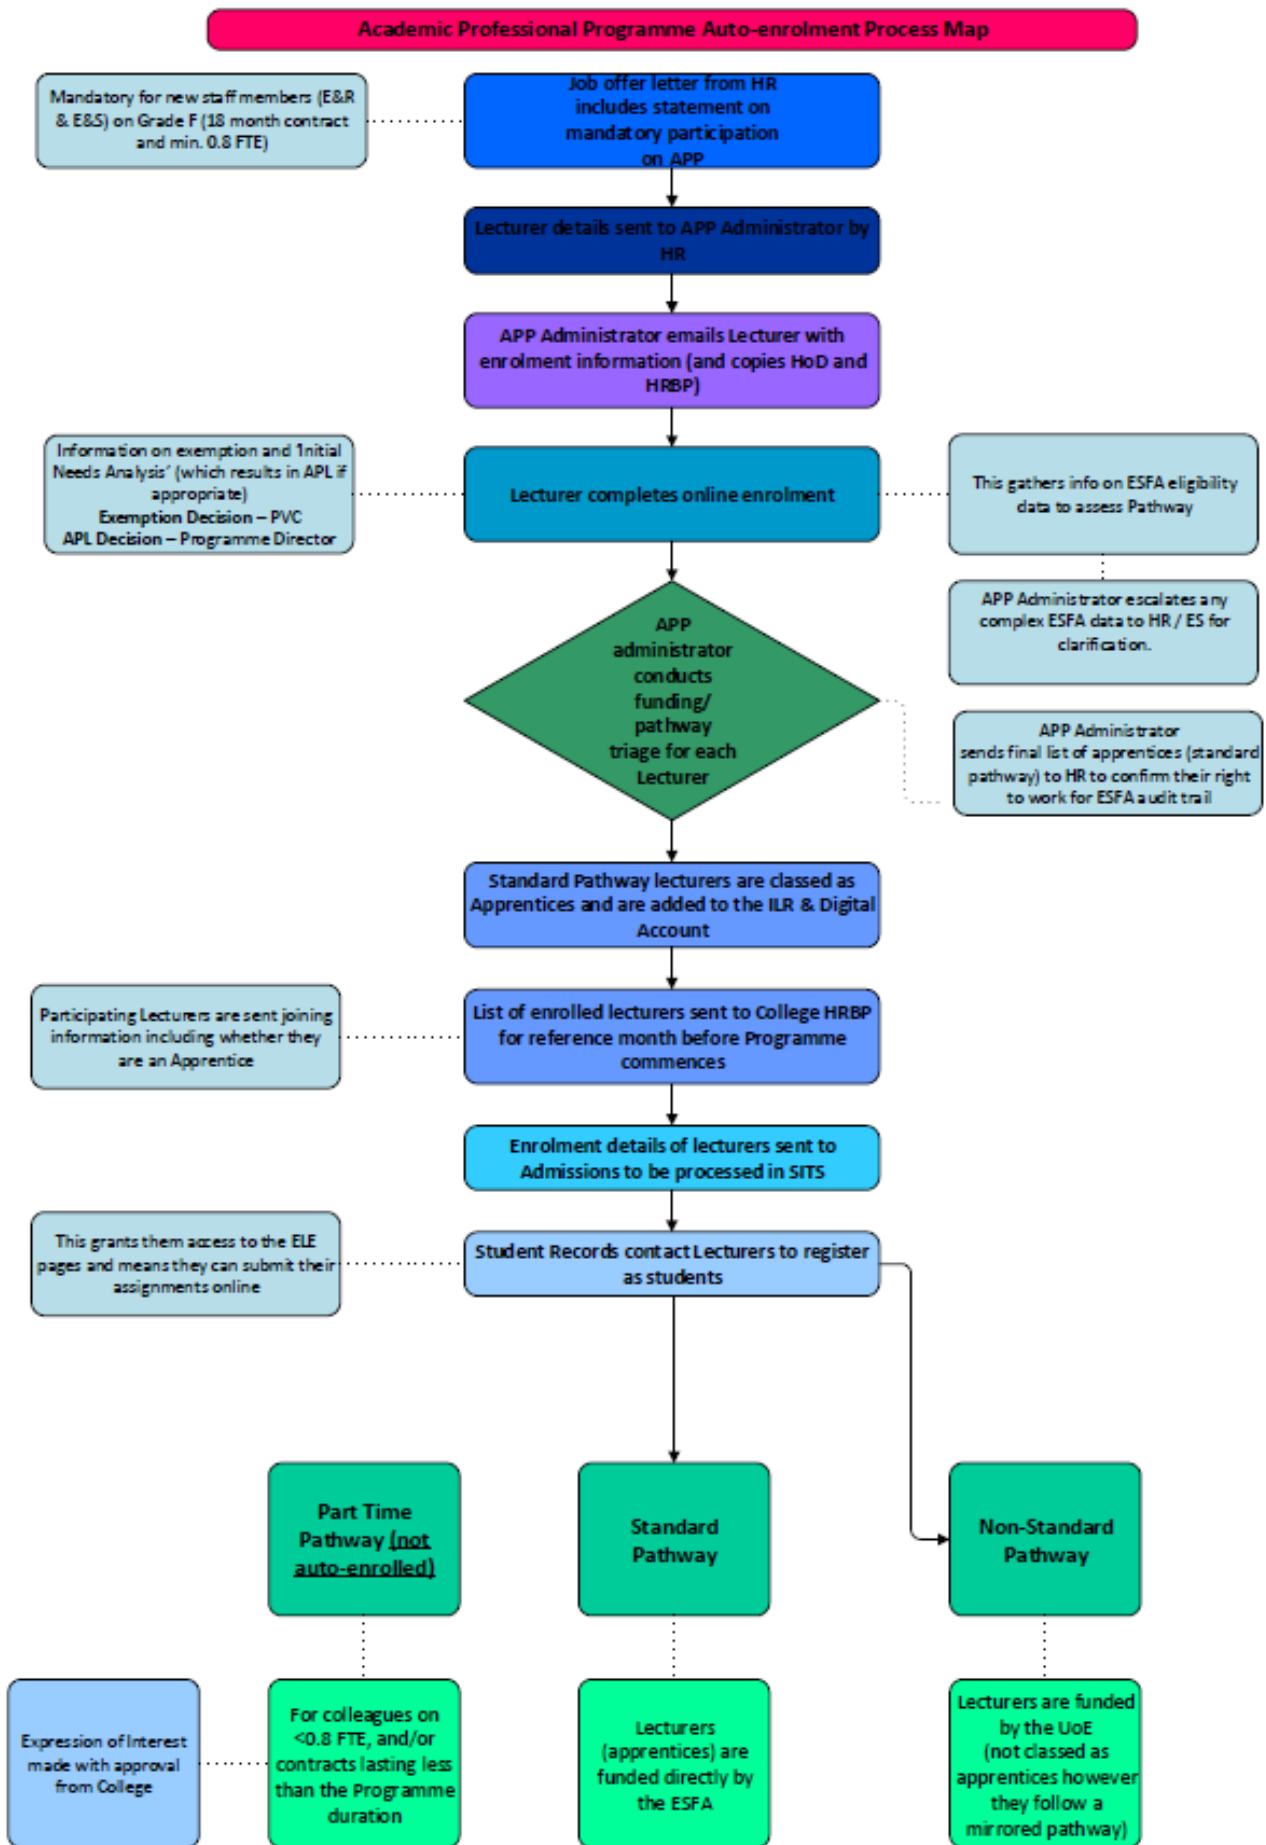 Academic Professional Programme Auto-enrolment Process Map
Mandatory for new staff members (E&R
& E&S) on Grade F (18 month contract
and min. 0.8 FTE)
Job offer letter from HR
includes statement on
mandatory participation
on APP
Lecturer details sent to APP Administrator by
HR
APP Administrator emails Lecturer with
enrolment information (and copies HoD and
HRBP)
Information on exemption and 'Initial
Needs Analysis' (which results in APL if
appropriate)
Exemption Decision – PVC
APL Decision – Programme Director
Lecturer completes online enrolment
This gathers info on ESFA eligibility
data to assess Pathway
APP Administrator escalates any
complex ESFA data to HR / ES for
clarification.
APP
administrator
conducts
funding/
pathway
triage for each
Lecturer
APP Administrator
sends final list of apprentices (standard
pathway) to HR to confirm their right
to work for ESFA audit trail
Standard Pathway lecturers are classed as
Apprentices and are added to the ILR & Digital
Account
Participating Lecturers are sent joining
information including whether they
are an Apprentice
List of enrolled lecturers sent to College HRBP
for reference month before Programme
commences
Enrolment details of lecturers sent to
Admissions to be processed in SITS
This grants them access to the ELE
pages and means they can submit their
assignments online
Student Records contact Lecturers to register
as students
Part Time
Pathway (not
auto-enrolled)
Standard
Pathway
Non-Standard
Pathway
Expression of Interest
made with approval
from College
For colleagues on
<0.8 FTE, and/or
contracts lasting less
than the Programme
duration
Lecturers
(apprentices) are
funded directly by
the ESFA
Lecturers are funded
by the UoE
(not classed as
apprentices however
they follow a
mirrored pathway)